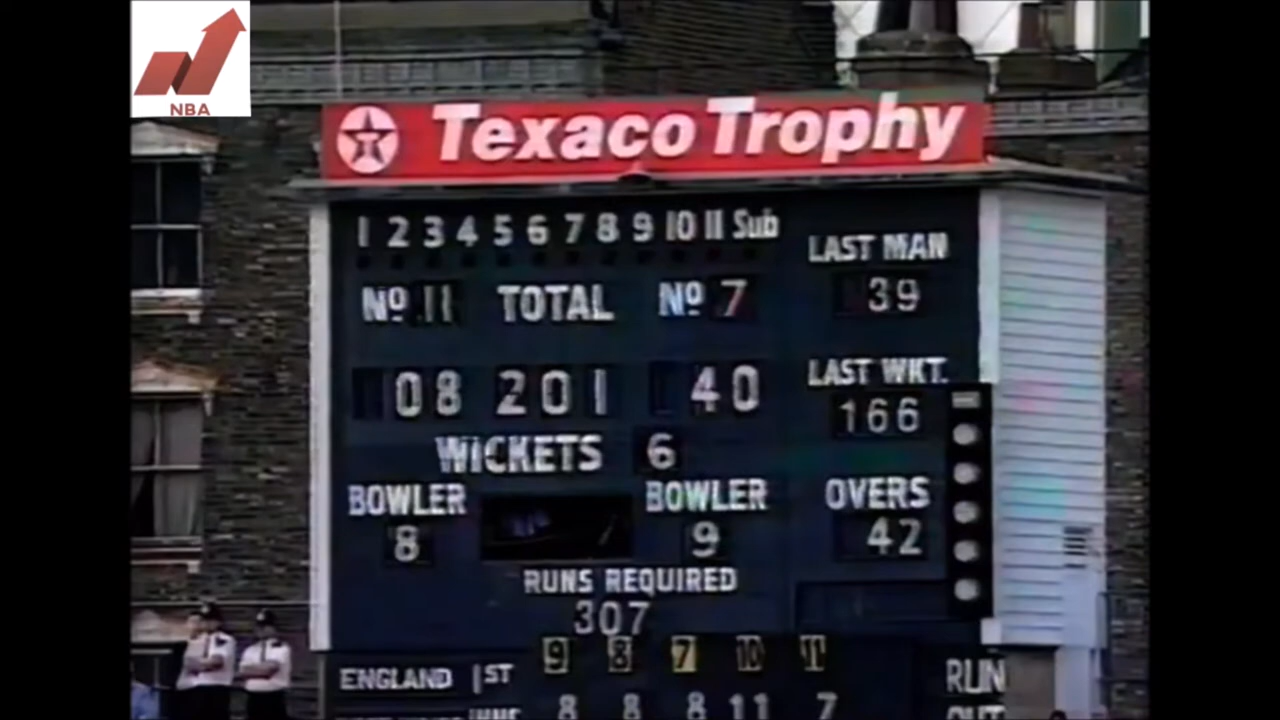 NBA
Texaco Trophy
1 2 3 4 5 6 7 8 9 10 11 Sub
LAST MAN
39
Nº 11 TOTAL Nº 7
08 201 40
LAST WKT.
166
WICKETS 6
BOWLER BOWLER OVERS
8 9 42
RUNS REQUIRED
307
9 8 7 10 11
ENGLAND 1ST RUN
8 8 8 11 7 OUT